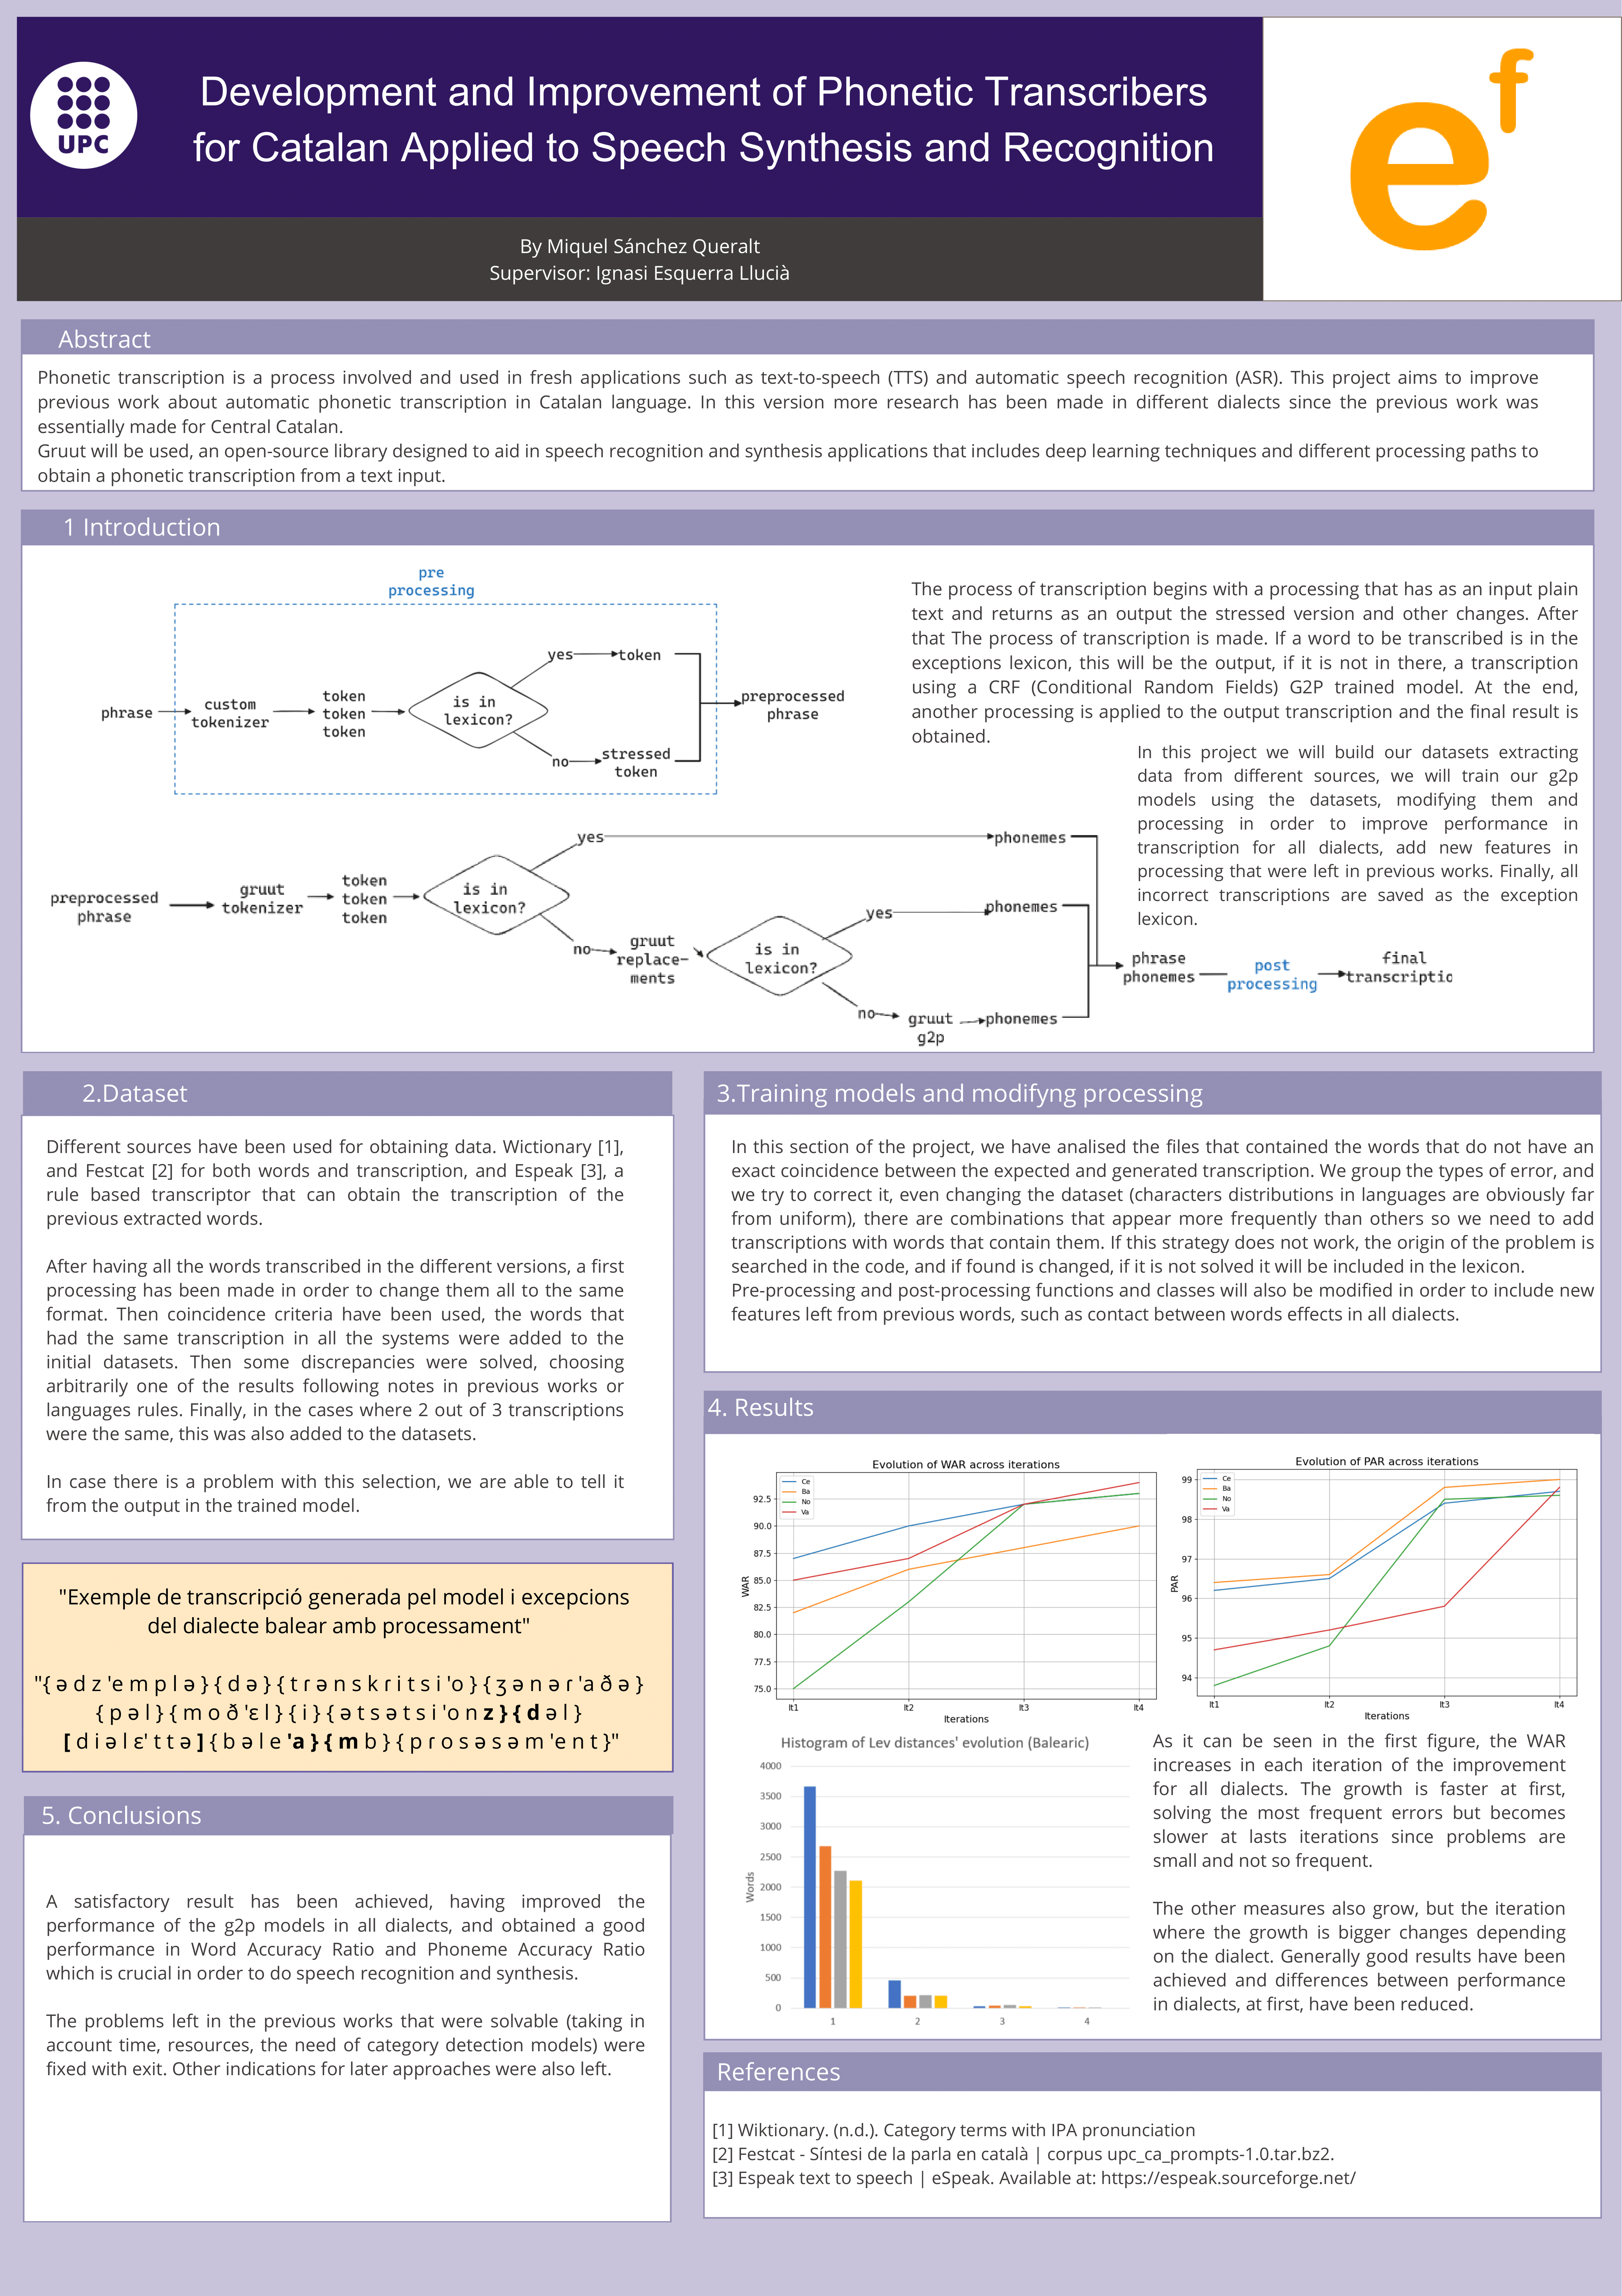 UPC
Development and Improvement of Phonetic Transcribers
for Catalan Applied to Speech Synthesis and Recognition
ef
By Miquel Sánchez Queralt
Supervisor: Ignasi Esquerra Llucià
Abstract
Phonetic transcription is a process involved and used in fresh applications such as text-to-speech (TTS) and automatic speech recognition (ASR). This project aims to improve
previous work about automatic phonetic transcription in Catalan language. In this version more research has been made in different dialects since the previous work was
essentially made for Central Catalan.
Gruut will be used, an open-source library designed to aid in speech recognition and synthesis applications that includes deep learning techniques and different processing paths to
obtain a phonetic transcription from a text input.
1 Introduction
pre
processing
phrase
custom
tokenizer
token
token
token
is in
lexicon?
yes
token
no
stressed
token
preprocessed
phrase
The process of transcription begins with a processing that has as an input plain
text and returns as an output the stressed version and other changes. After
that The process of transcription is made. If a word to be transcribed is in the
exceptions lexicon, this will be the output, if it is not in there, a transcription
using a CRF (Conditional Random Fields) G2P trained model. At the end,
another processing is applied to the output transcription and the final result is
obtained.
In this project we will build our datasets extracting
data from different sources, we will train our g2p
models using the datasets, modifying them and
processing in order to improve performance in
transcription for all dialects, add new features in
processing that were left in previous works. Finally, all
incorrect transcriptions are saved as the exception
lexicon.
preprocessed
phrase
gruut
tokenizer
token
token
token
is in
lexicon?
yes
phonemes
no
gruut
replace-
ments
is in
lexicon?
yes
phonemes
no
gruut
g2p
phonemes
phrase
phonemes
post
processing
final
transcriptio
2.Dataset
Different sources have been used for obtaining data. Wictionary [1],
and Festcat [2] for both words and transcription, and Espeak [3], a
rule based transcriptor that can obtain the transcription of the
previous extracted words.
After having all the words transcribed in the different versions, a first
processing has been made in order to change them all to the same
format. Then coincidence criteria have been used, the words that
had the same transcription in all the systems were added to the
initial datasets. Then some discrepancies were solved, choosing
arbitrarily one of the results following notes in previous works or
languages rules. Finally, in the cases where 2 out of 3 transcriptions
were the same, this was also added to the datasets.
In case there is a problem with this selection, we are able to tell it
from the output in the trained model.
"Exemple de transcripció generada pel model i excepcions
del dialecte balear amb processament"
"{ ə d z 'e m p l ə } { d ə } { t ɾ ə n s k ɾ i t s i 'o } { ʒ ə n ə ɾ 'a ð ə }
{ p ə l } { m o ð 'ɛ l } { i } { ə t s ə t s i 'o n z } { d ə l }
[ d i ə l ɛ' t t ə ] { b ə l e 'a } { m b } { p ɾ o s ə s ə m 'e n t }"
3.Training models and modifyng processing
In this section of the project, we have analised the files that contained the words that do not have an
exact coincidence between the expected and generated transcription. We group the types of error, and
we try to correct it, even changing the dataset (characters distributions in languages are obviously far
from uniform), there are combinations that appear more frequently than others so we need to add
transcriptions with words that contain them. If this strategy does not work, the origin of the problem is
searched in the code, and if found is changed, if it is not solved it will be included in the lexicon.
Pre-processing and post-processing functions and classes will also be modified in order to include new
features left from previous words, such as contact between words effects in all dialects.
4. Results
Evolution of WAR across iterations
Ce
Ba
No
Va
92.5
90.0
87.5
85.0
82.5
80.0
77.5
75.0
WAR
It1 It2 It3 It4
Iterations
Evolution of PAR across iterations
Ce
Ba
No
Va
99
98
97
96
95
94
PAR
It1 It2 It3 It4
Iterations
Histogram of Lev distances' evolution (Balearic)
4000
3500
3000
2500
2000
1500
1000
500
0
Words
1 2 3 4
As it can be seen in the first figure, the WAR
increases in each iteration of the improvement
for all dialects. The growth is faster at first,
solving the most frequent errors but becomes
slower at lasts iterations since problems are
small and not so frequent.
The other measures also grow, but the iteration
where the growth is bigger changes depending
on the dialect. Generally good results have been
achieved and differences between performance
in dialects, at first, have been reduced.
5. Conclusions
A satisfactory result has been achieved, having improved the
performance of the g2p models in all dialects, and obtained a good
performance in Word Accuracy Ratio and Phoneme Accuracy Ratio
which is crucial in order to do speech recognition and synthesis.
The problems left in the previous works that were solvable (taking in
account time, resources, the need of category detection models) were
fixed with exit. Other indications for later approaches were also left.
References
[1] Wiktionary. (n.d.). Category terms with IPA pronunciation
[2] Festcat - Síntesi de la parla en català | corpus upc_ca_prompts-1.0.tar.bz2.
[3] Espeak text to speech | eSpeak. Available at: https://espeak.sourceforge.net/